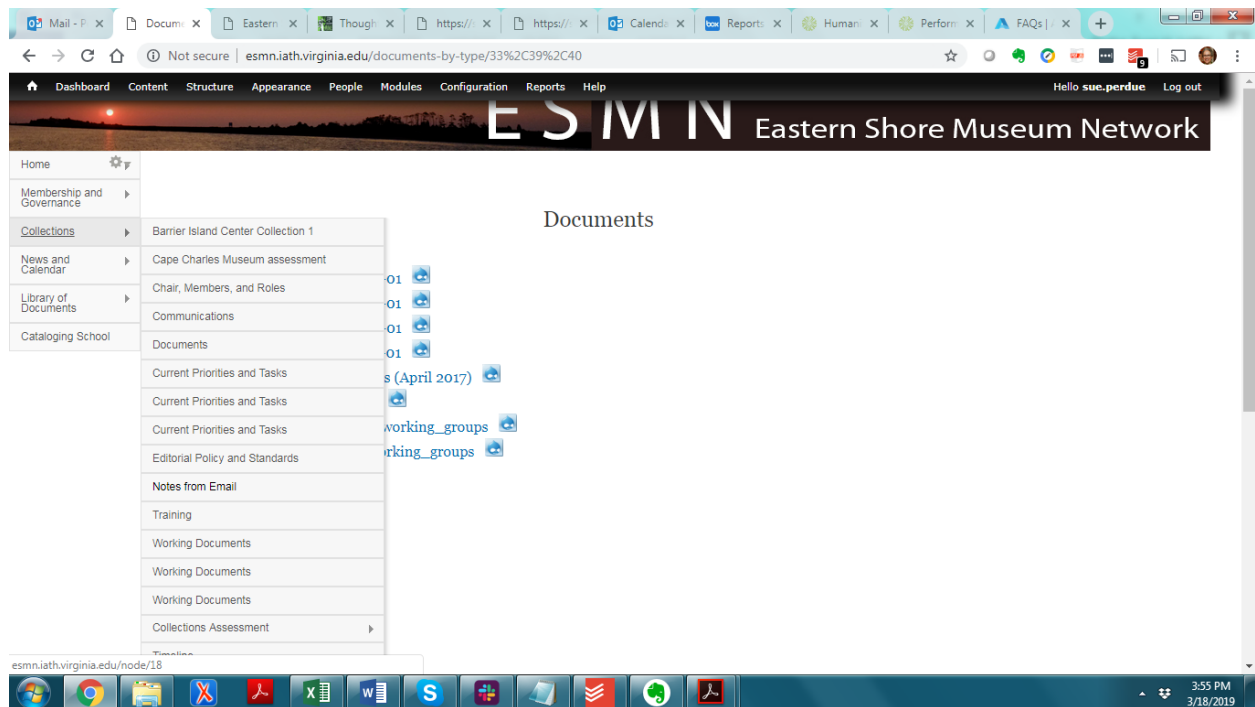 Mail - P
Docume
Eastern
Though
https://
https://
Calenda
box
Reports
Human
Perform
FAQs |
Not secure | esmn.iath.virginia.edu/documents-by-type/33%2C39%2C40
9
Dashboard Content Structure Appearance People Modules Configuration Reports Help
Hello sue.perdue Log out
ESMN Eastern Shore Museum Network
Home
Membership and
Governance
Collections
News and
Calendar
Library of
Documents
Cataloging School
Barrier Island Center Collection 1
Cape Charles Museum assessment
Chair, Members, and Roles
Communications
Documents
Current Priorities and Tasks
Current Priorities and Tasks
Current Priorities and Tasks
Editorial Policy and Standards
Notes from Email
Training
Working Documents
Working Documents
Working Documents
Collections Assessment
Timeline
Documents
-01
-01
-01
-01
s (April 2017)
working_groups
rking_groups
esmn.iath.virginia.edu/node/18
3:55 PM
3/18/2019